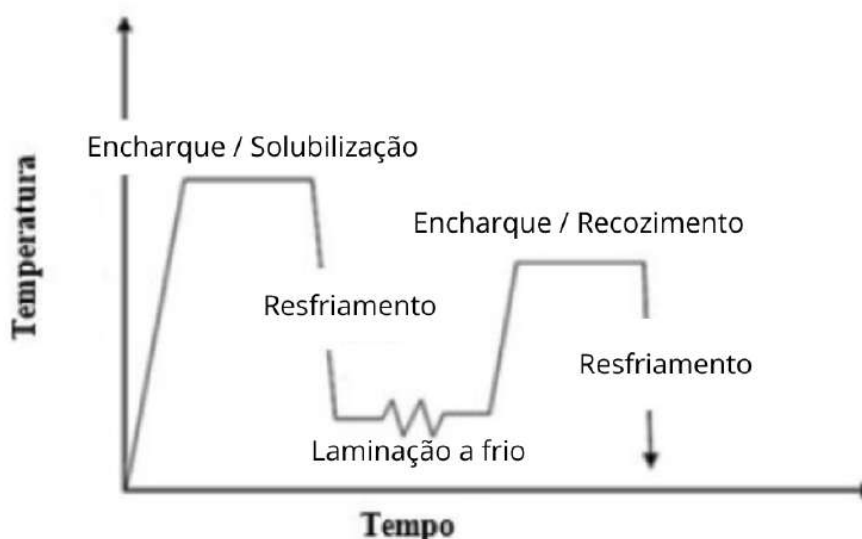 Temperatura
Encharque / Solubilização
Encharque / Recozimento
Resfriamento
Resfriamento
Laminação a frio
Tempo